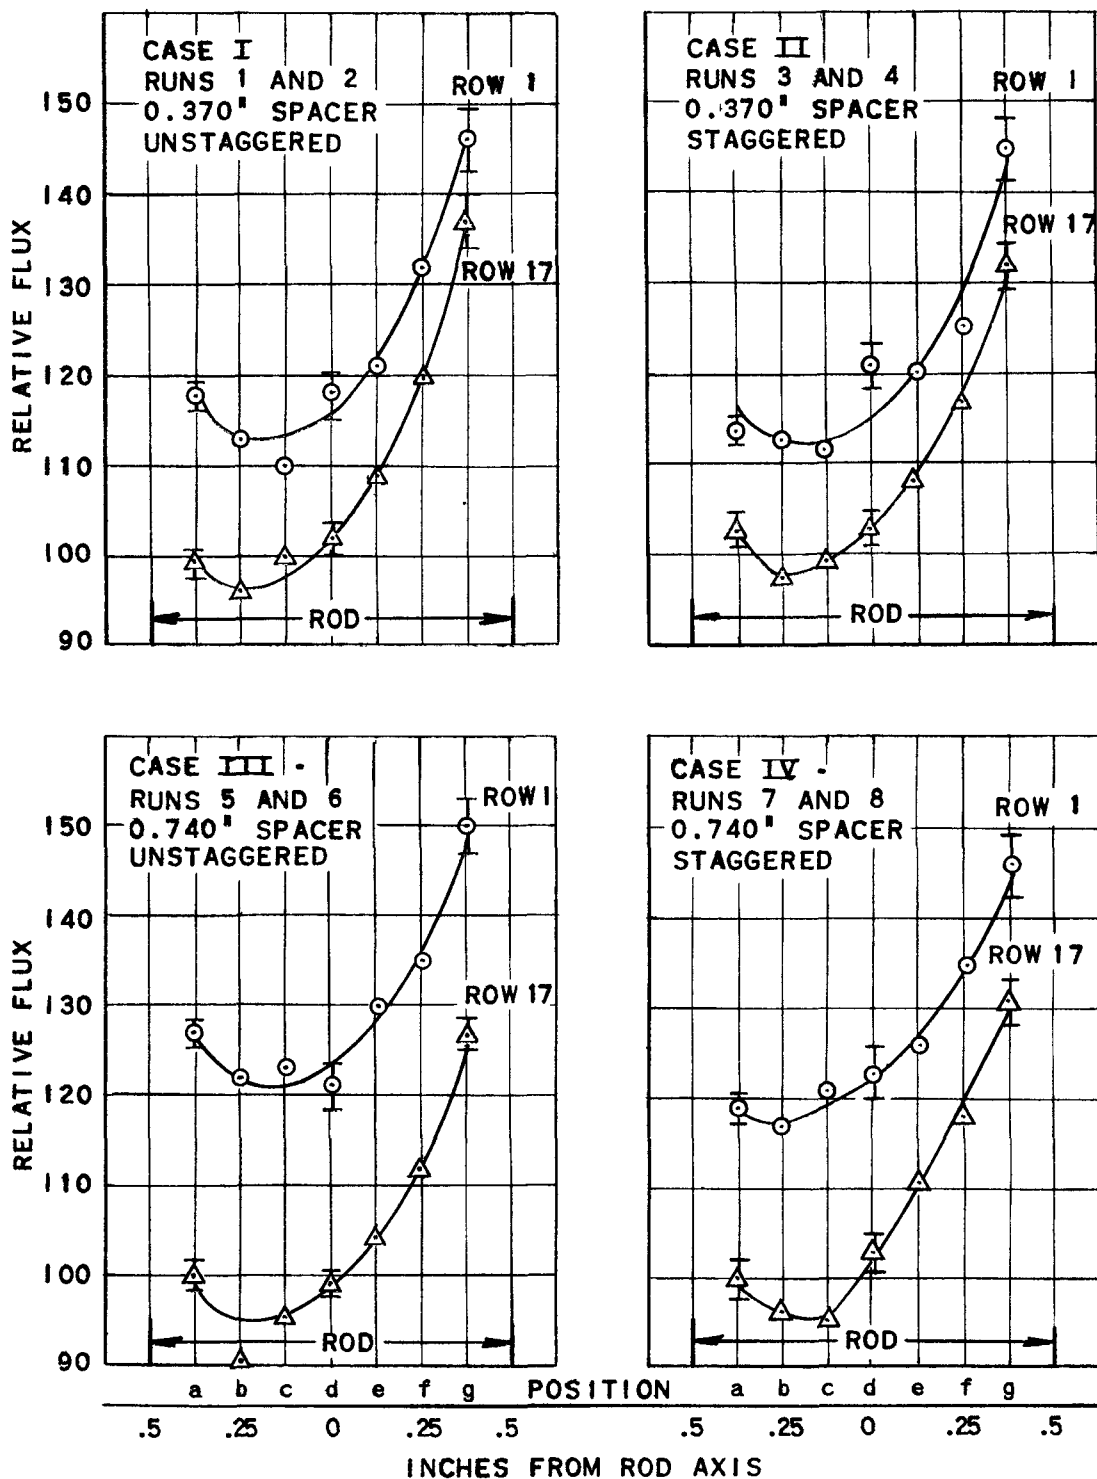 CASE I
RUNS 1 AND 2
0.370" SPACER
UNSTAGGERED
ROW 1
ROW 17
ROD
CASE II
RUNS 3 AND 4
0.370" SPACER
STAGGERED
ROW 1
ROW 17
ROD
RELATIVE FLUX
150
140
130
120
110
100
90
CASE III
RUNS 5 AND 6
0.740" SPACER
UNSTAGGERED
ROW 1
ROW 17
ROD
CASE IV
RUNS 7 AND 8
0.740" SPACER
STAGGERED
ROW 1
ROW 17
ROD
RELATIVE FLUX
150
140
130
120
110
100
90
a b c d e f g POSITION a b c d e f g
.5 .25 0 .25 .5 .5 .25 0 .25 .5
INCHES FROM ROD AXIS